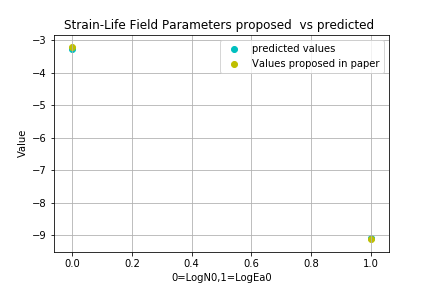 Strain-Life Field Parameters proposed  vs predicted
predicted values
Values proposed in paper
−3
−4
−5
−6
−7
−8
−9
Value
0.0 0.2 0.4 0.6 0.8 1.0
0=LogN0,1=LogEa0